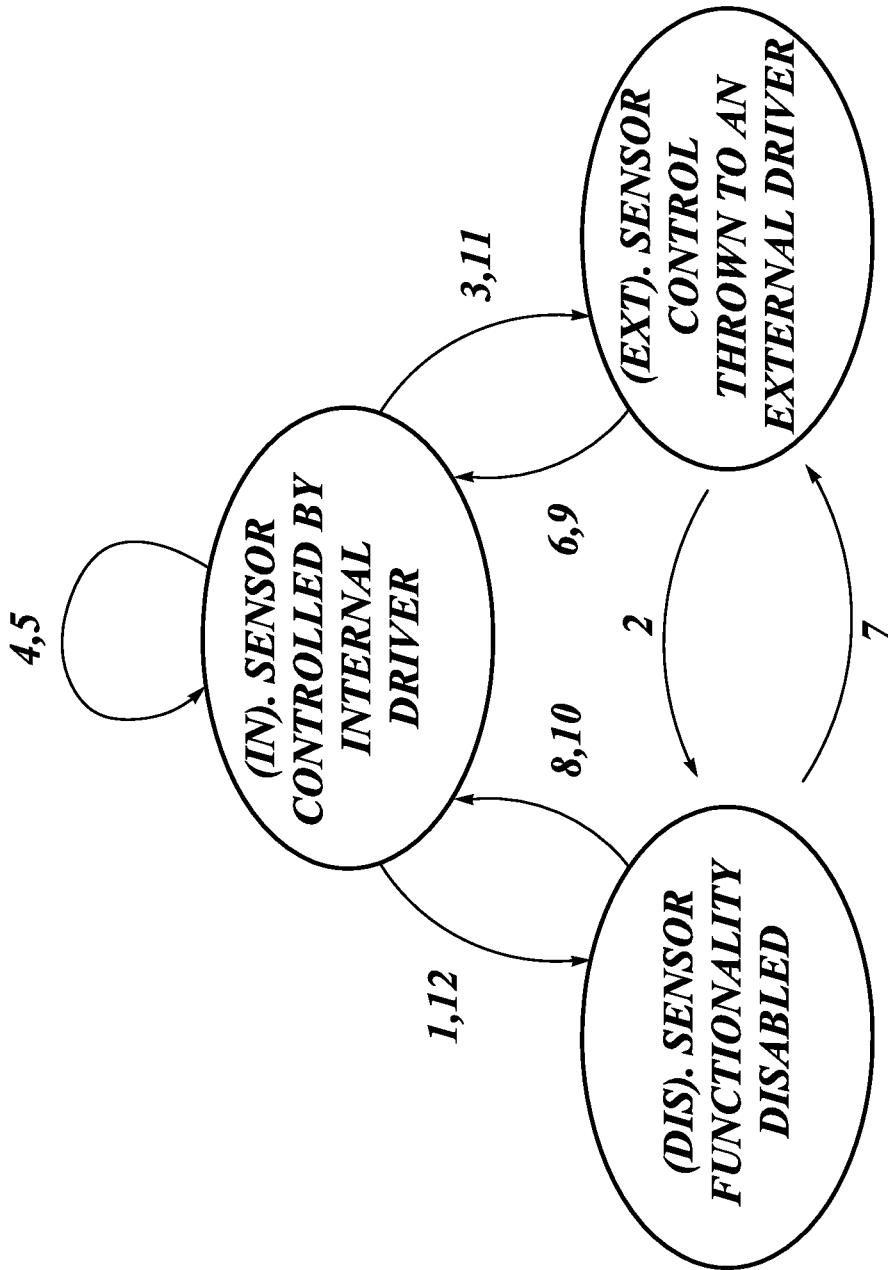 4,5
(IN). SENSOR
CONTROLLED BY
INTERNAL
DRIVER
1,12
8,10
6,9
3,11
(DIS). SENSOR
FUNCTIONALITY
DISABLED
2
7
(EXT). SENSOR
CONTROL
THROWN TO AN
EXTERNAL DRIVER